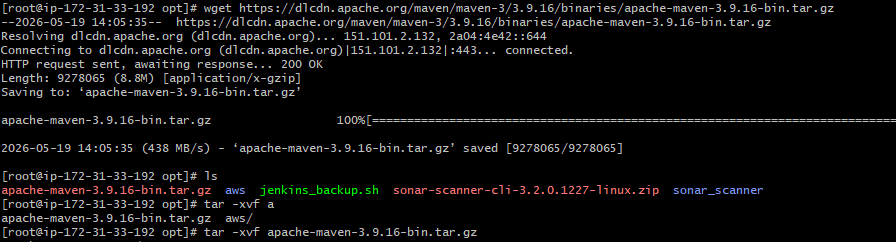 [root@ip-172-31-33-192 opt]# wget https://dlcdn.apache.org/maven/maven-3/3.9.16/binaries/apache-maven-3.9.16-bin.tar.gz
--2026-05-19 14:05:35--  https://dlcdn.apache.org/maven/maven-3/3.9.16/binaries/apache-maven-3.9.16-bin.tar.gz
Resolving dlcdn.apache.org (dlcdn.apache.org)... 151.101.2.132, 2a04:4e42::644
Connecting to dlcdn.apache.org (dlcdn.apache.org)|151.101.2.132|:443... connected.
HTTP request sent, awaiting response... 200 OK
Length: 9278065 (8.8M) [application/x-gzip]
Saving to: ‘apache-maven-3.9.16-bin.tar.gz’
apache-maven-3.9.16-bin.tar.gz 100%[===========================================================================
2026-05-19 14:05:35 (438 MB/s) - ‘apache-maven-3.9.16-bin.tar.gz’ saved [9278065/9278065]
[root@ip-172-31-33-192 opt]# ls
apache-maven-3.9.16-bin.tar.gz  aws  jenkins_backup.sh  sonar-scanner-cli-3.2.0.1227-linux.zip  sonar_scanner
[root@ip-172-31-33-192 opt]# tar -xvf a
apache-maven-3.9.16-bin.tar.gz  aws/
[root@ip-172-31-33-192 opt]# tar -xvf apache-maven-3.9.16-bin.tar.gz